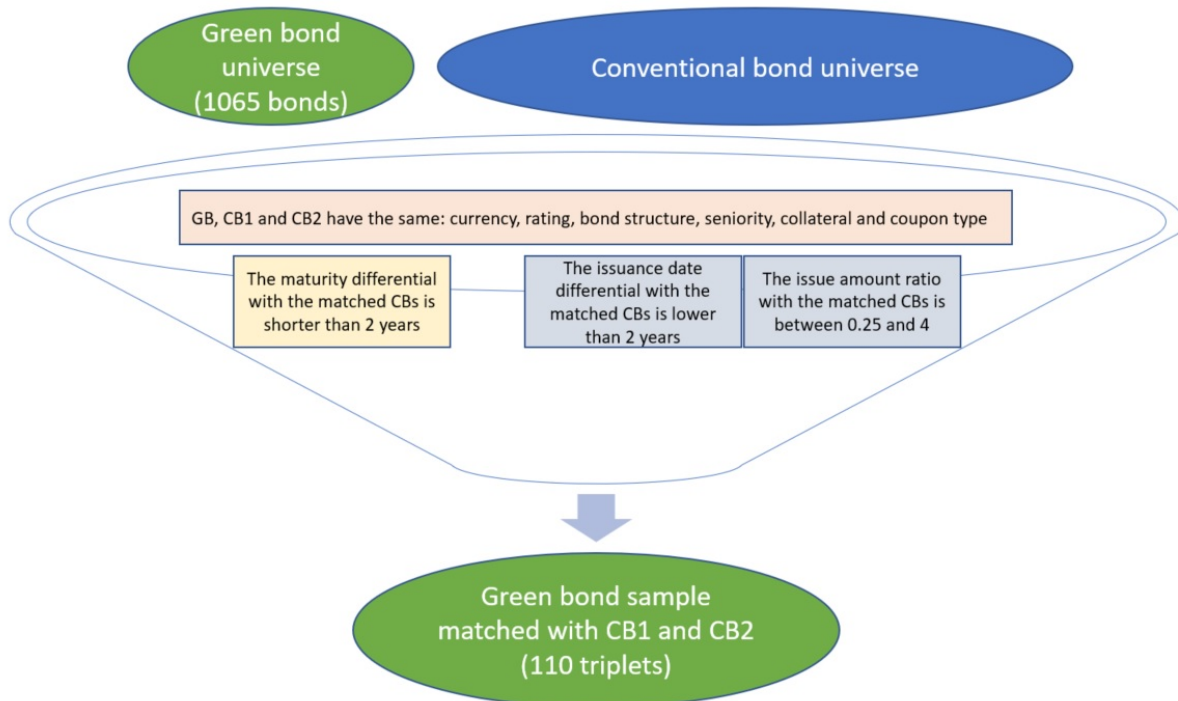 Green bond
universe
(1065 bonds)
Conventional bond universe
GB, CB1 and CB2 have the same: currency, rating, bond structure, seniority, collateral and coupon type
The maturity differential
with the matched CBs is
shorter than 2 years
The issuance date
differential with the
matched CBs is lower
than 2 years
The issue amount ratio
with the matched CBs is
between 0.25 and 4
Green bond sample
matched with CB1 and CB2
(110 triplets)